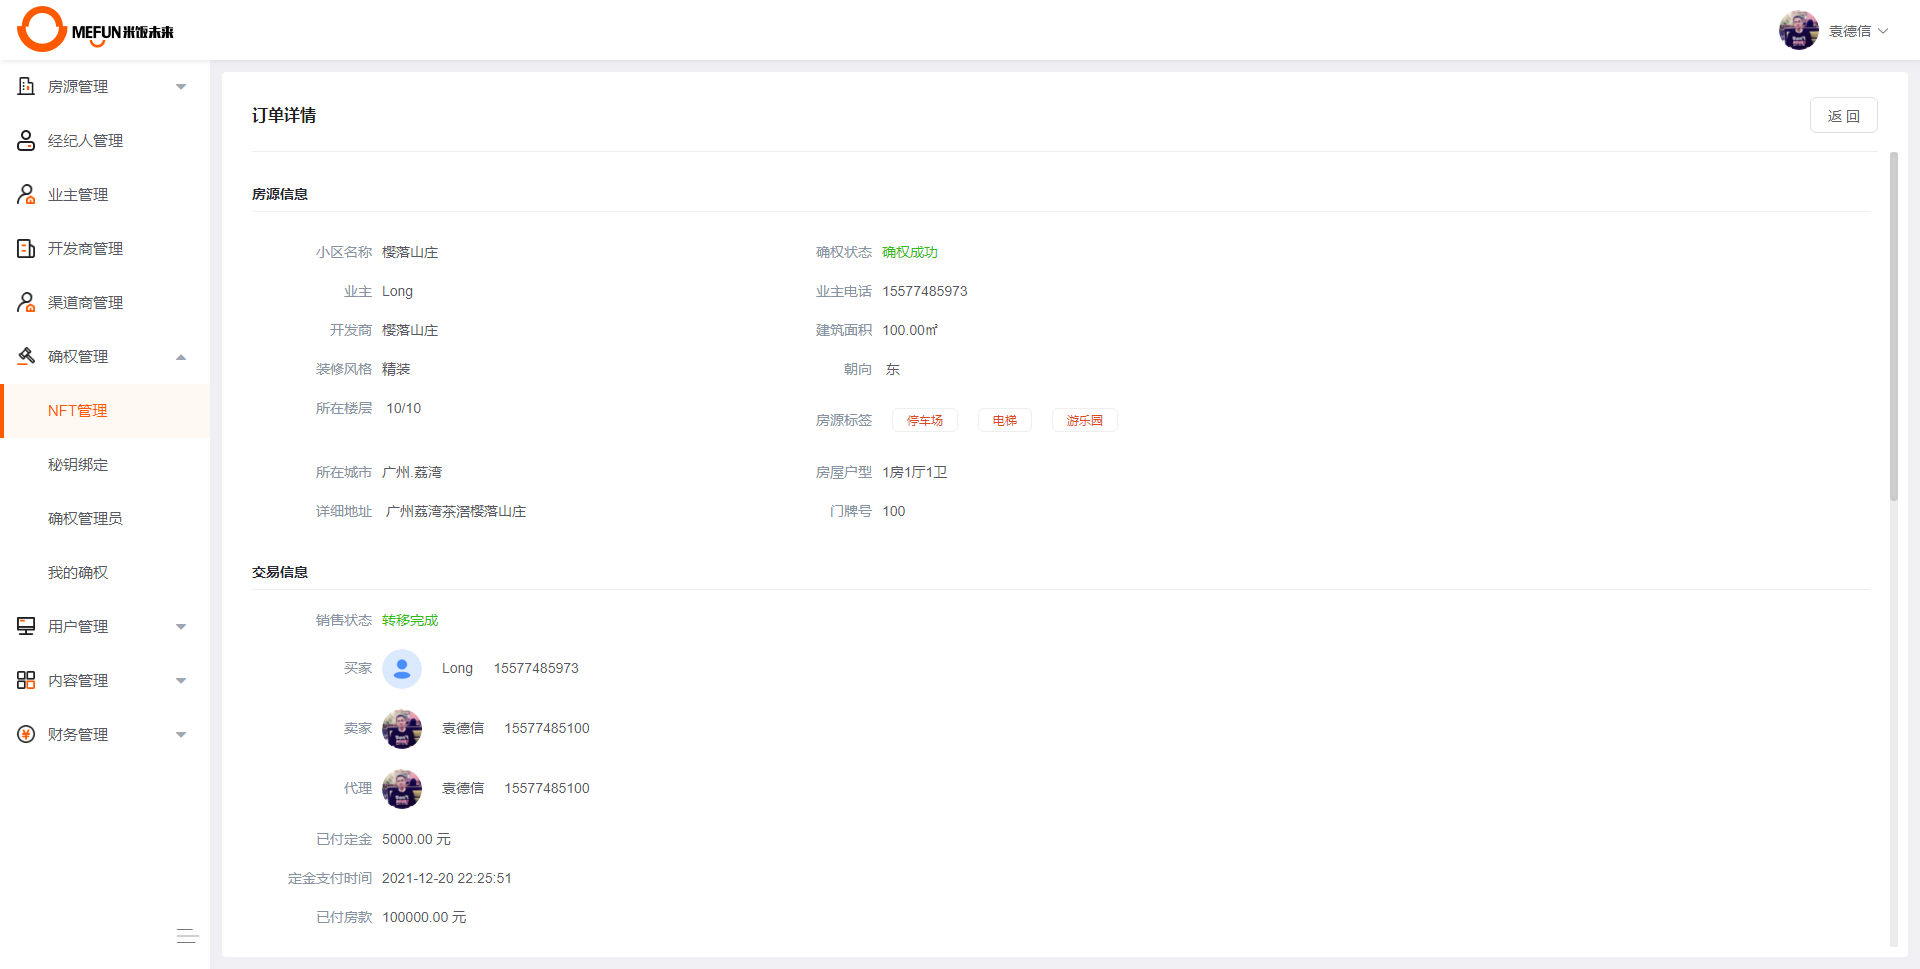 MEFUN米饭未来
袁德信
房源管理
经纪人管理
业主管理
开发商管理
渠道商管理
确权管理
NFT管理
秘钥绑定
确权管理员
我的确权
用户管理
内容管理
财务管理
订单详情
返 回
房源信息
小区名称 樱落山庄
确权状态 确权成功
业主 Long
业主电话 15577485973
开发商 樱落山庄
建筑面积 100.00㎡
装修风格 精装
朝向 东
所在楼层 10/10
房源标签 停车场 电梯 游乐园
所在城市 广州.荔湾
房屋户型 1房1厅1卫
详细地址 广州荔湾茶滘樱落山庄
门牌号 100
交易信息
销售状态 转移完成
买家 Long 15577485973
卖家 袁德信 15577485100
代理 袁德信 15577485100
已付定金 5000.00 元
定金支付时间 2021-12-20 22:25:51
已付房款 100000.00 元